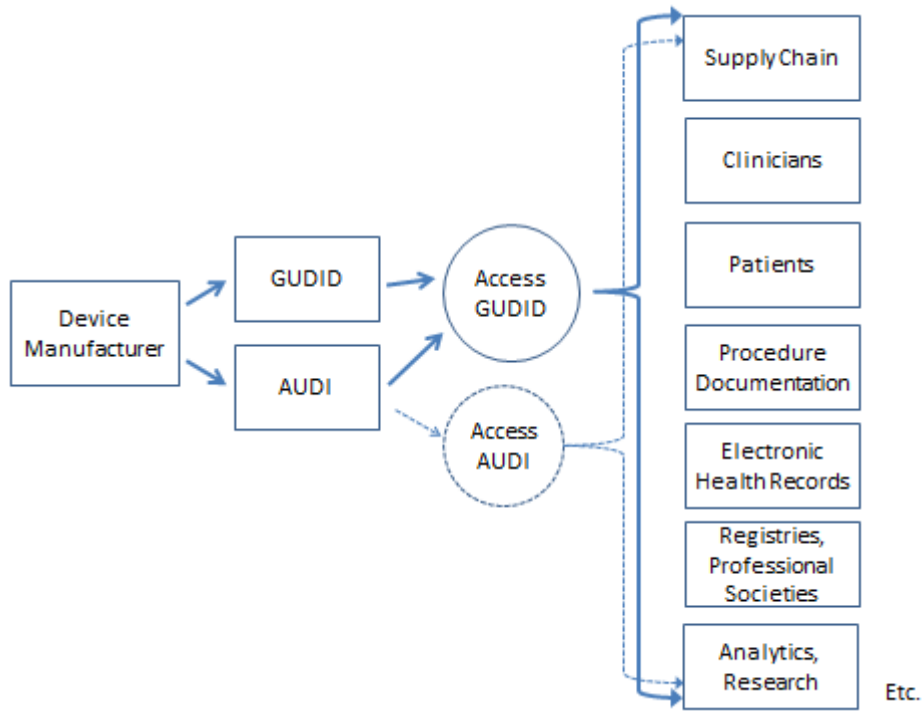 Device
Manufacturer
GUDID
AUDI
Access
GUDID
Access
AUDI
Supply Chain
Clinicians
Patients
Procedure
Documentation
Electronic
Health Records
Registries,
Professional
Societies
Analytics,
Research
Etc.